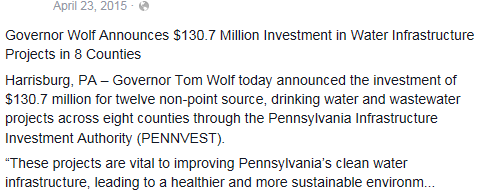 April 23, 2015 ·
Governor Wolf Announces $130.7 Million Investment in Water Infrastructure
Projects in 8 Counties
Harrisburg, PA – Governor Tom Wolf today announced the investment of
$130.7 million for twelve non-point source, drinking water and wastewater
projects across eight counties through the Pennsylvania Infrastructure
Investment Authority (PENNVEST).
“These projects are vital to improving Pennsylvania’s clean water
infrastructure, leading to a healthier and more sustainable environm...